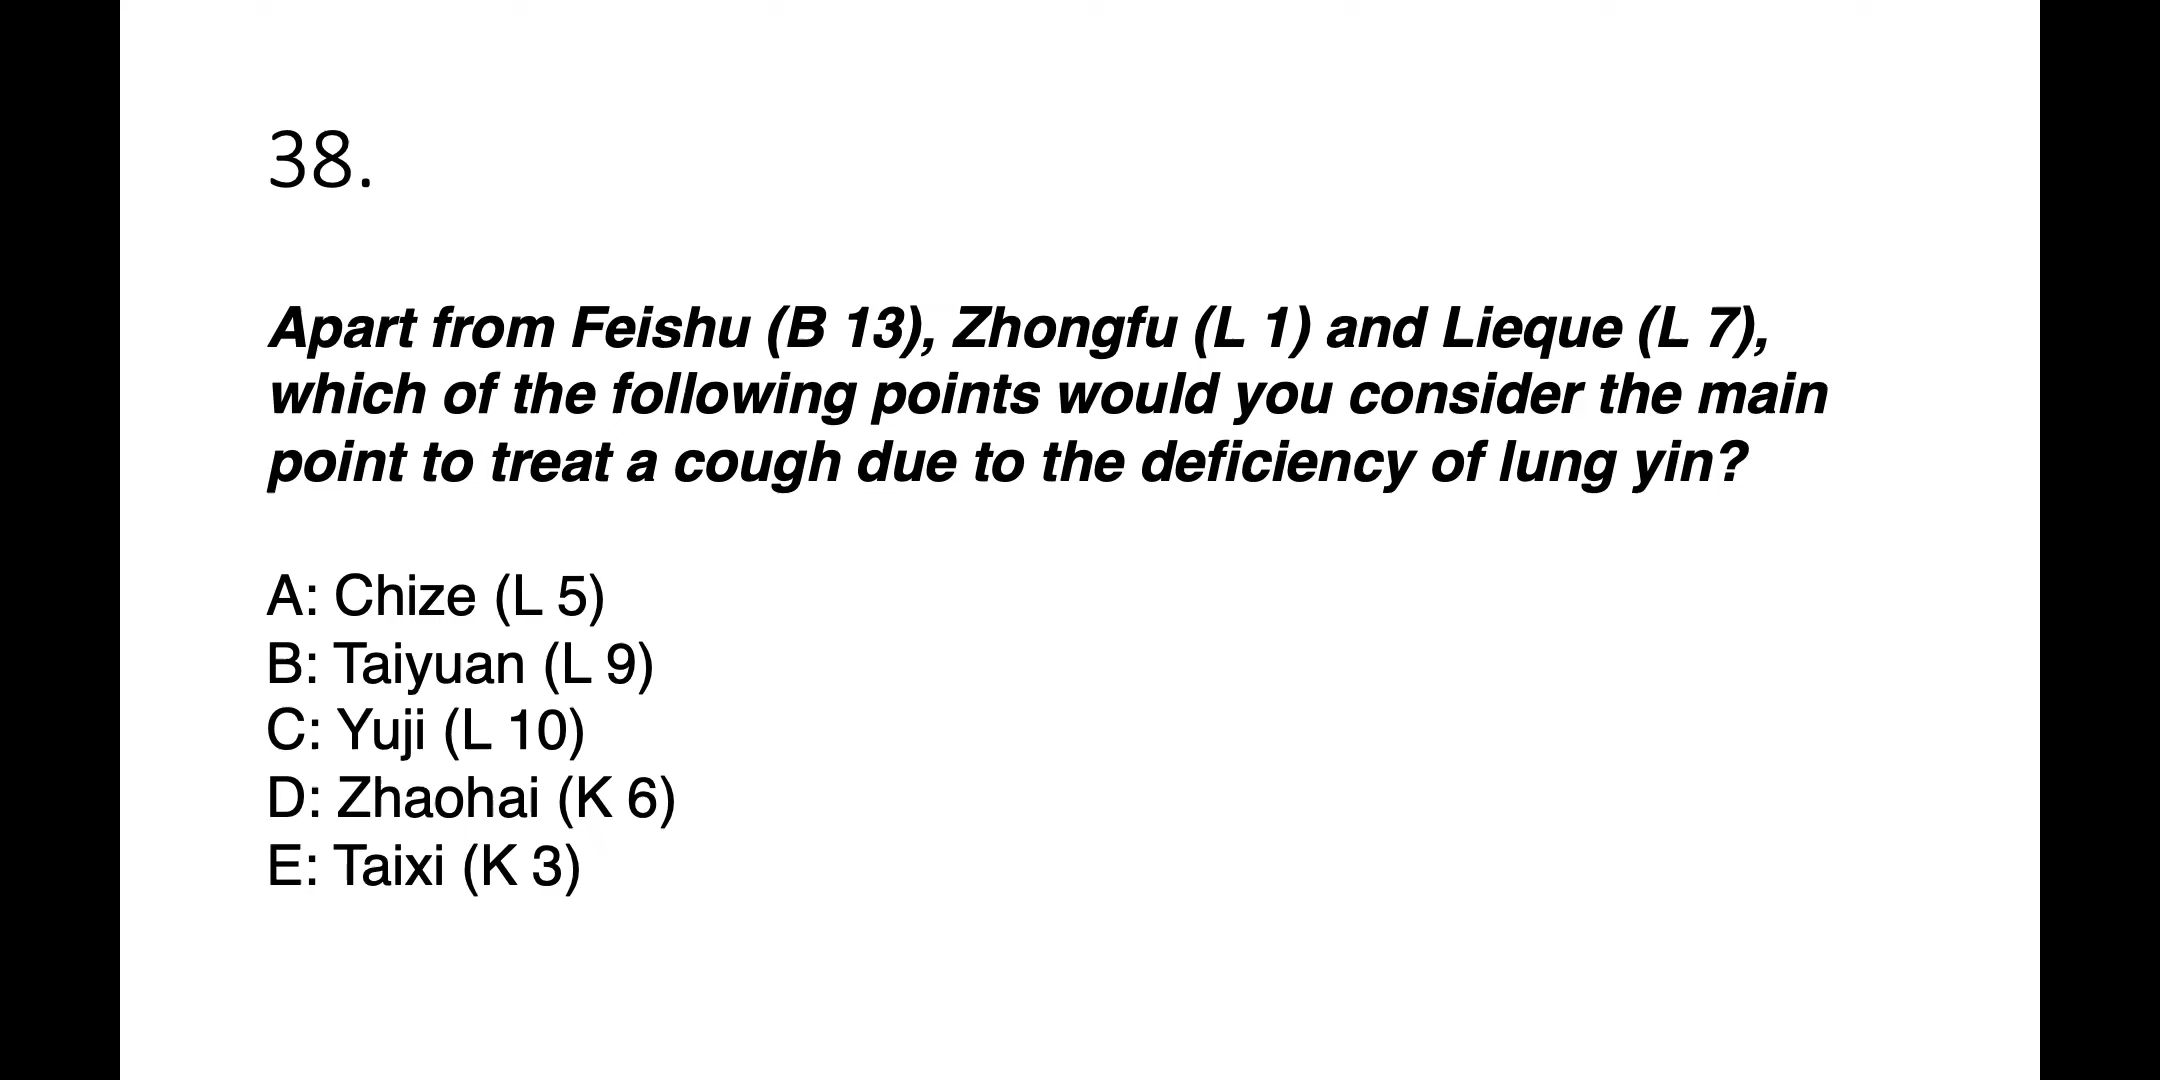 38.
Apart from Feishu (B 13), Zhongfu (L 1) and Lieque (L 7),
which of the following points would you consider the main
point to treat a cough due to the deficiency of lung yin?
A: Chize (L 5)
B: Taiyuan (L 9)
C: Yuji (L 10)
D: Zhaohai (K 6)
E: Taixi (K 3)